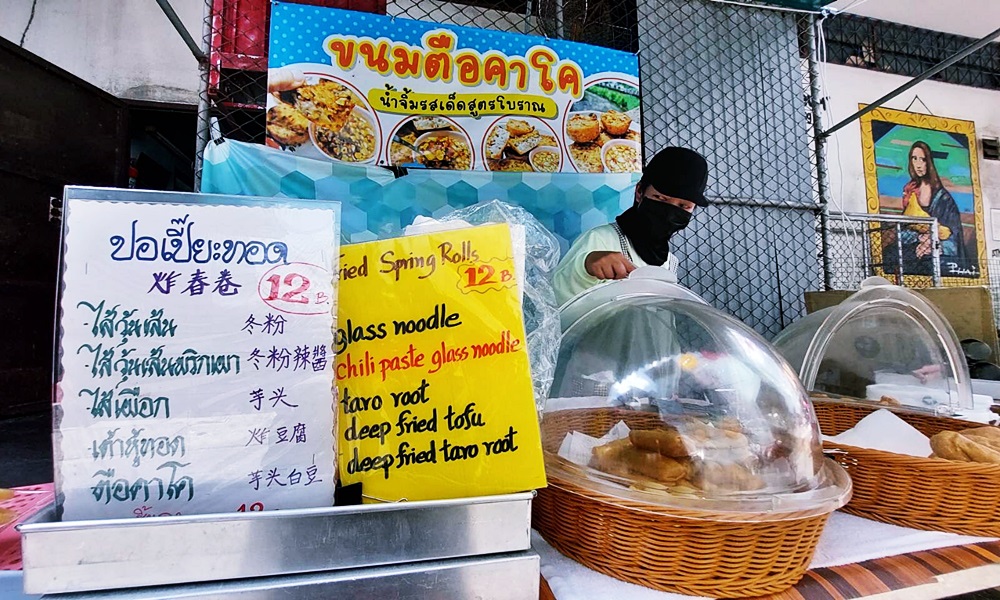 ขนมตือคาโค
น้ำจิ้มรสเด็ดสูตรโบราณ
ปอเปี๊ยะทอด
炸春卷
12 B.
ไส้วุ้นเส้น 冬粉
ไส้วุ้นเส้นพริกเผา 冬粉辣醬
ไส้เผือก 芋头
เต้าหู้ทอด 炸豆腐
ตือคาโค 芋头白豆
12
Fried Spring Rolls
12 B.
glass noodle
chili paste glass noodle
taro root
deep fried tofu
deep fried taro root